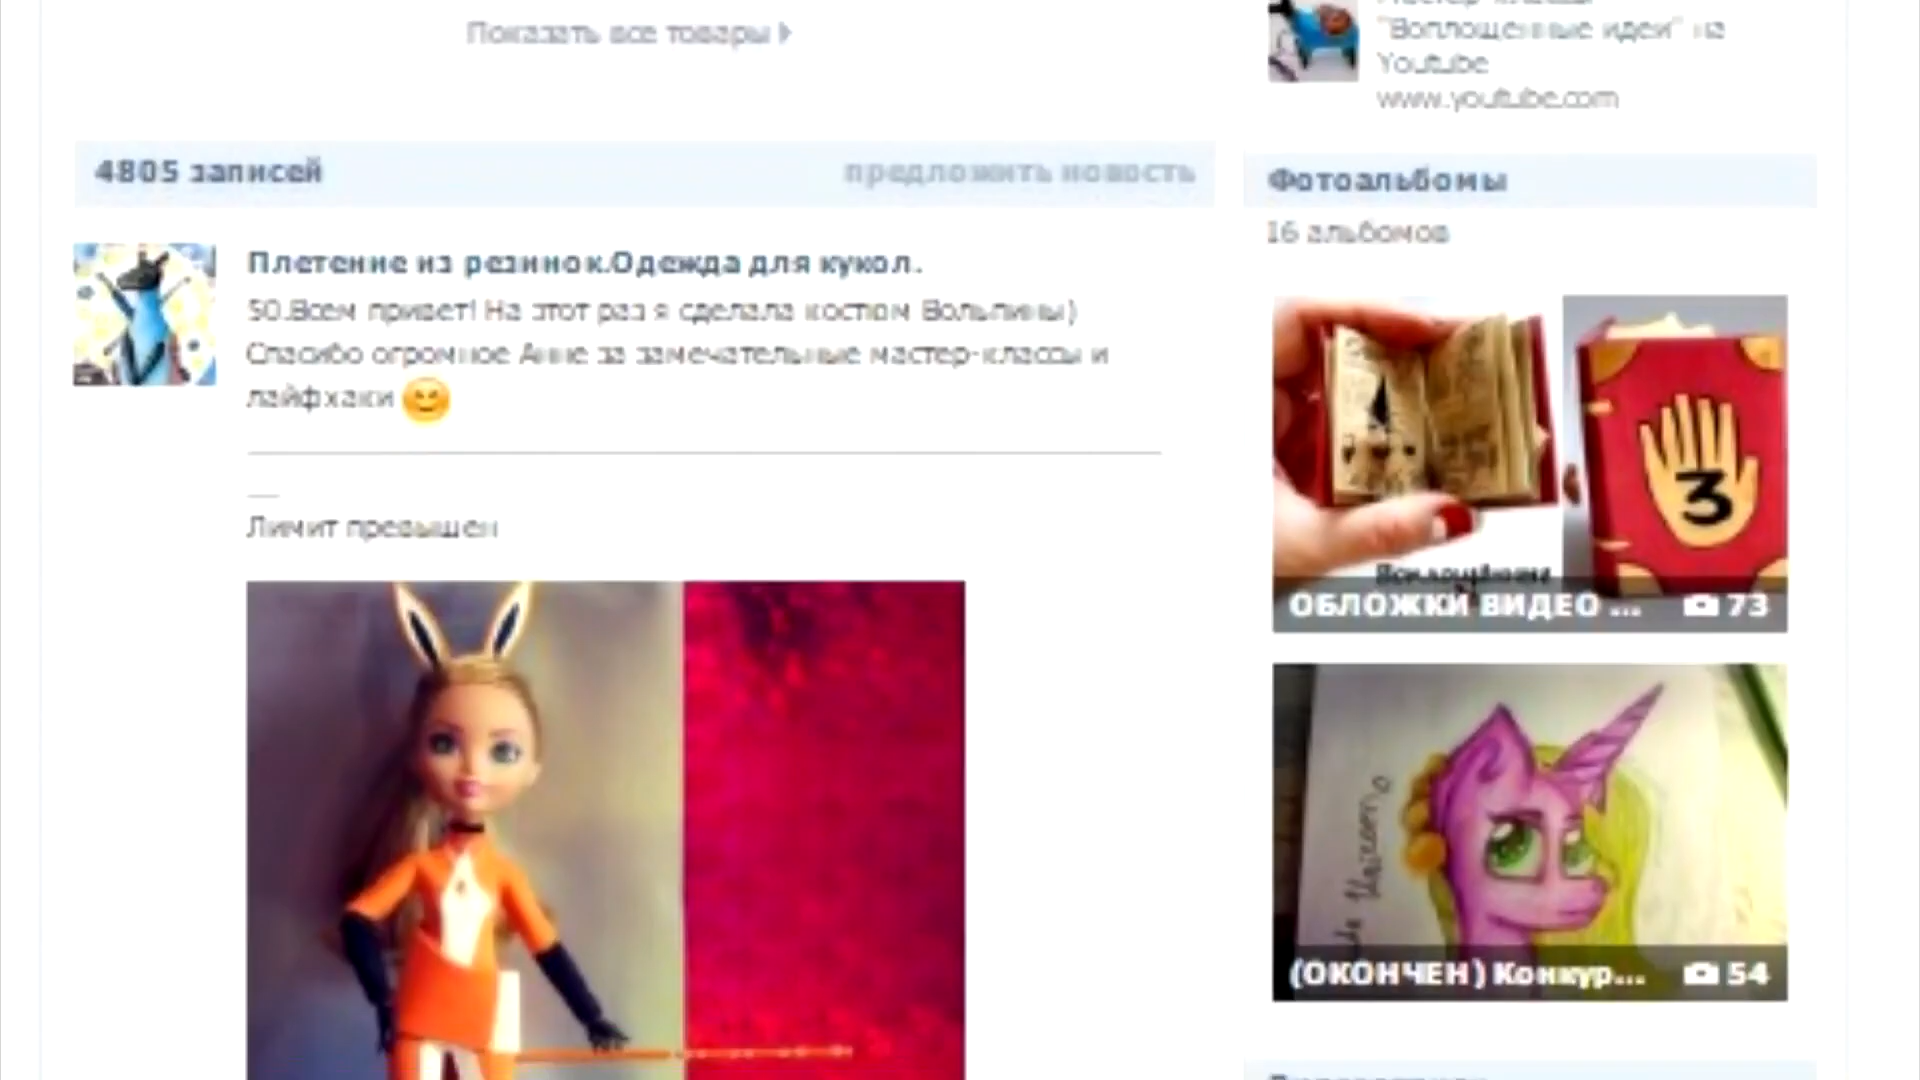 Показать все товары
"Воплощенные идеи" на
Youtube
www.youtube.com
4805 записей
предложить новость
Плетение из резинок.Одежда для кукол.
50.Всем привет! На этот раз я сделала костюм Вольпины)
Спасибо огромное Анне за замечательные мастер-классы и
лайфхаки
Лимит превышен
Фотоальбомы
16 альбомов
3
ОБЛОЖКИ ВИДЕО ... 73
Unicorn
(ОКОНЧЕН) Конкур... 54